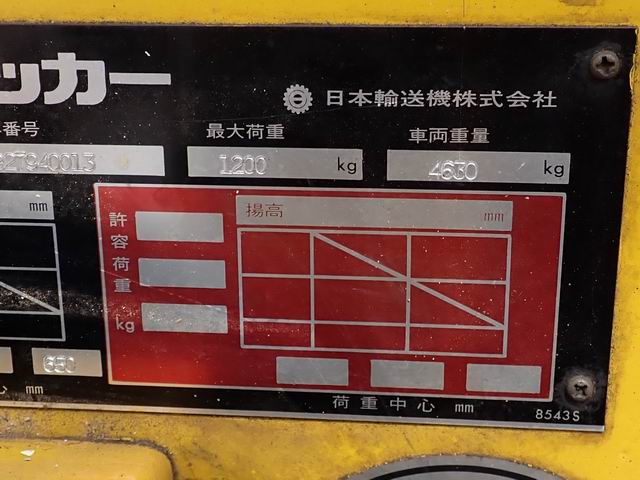 ッカー
日本輸送機株式会社
番号 最大荷重 車両重量
827940013 1200 kg 4630 kg
mm
許容荷重 kg
揚高 mm
650
心 mm
荷重中心 mm
8543S